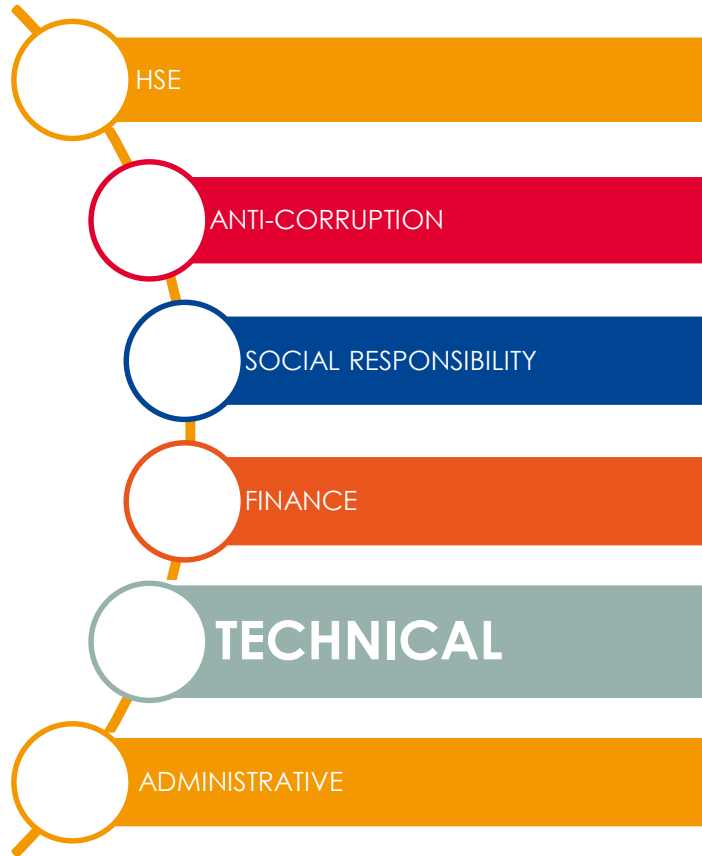 HSE
ANTI-CORRUPTION
SOCIAL RESPONSIBILITY
FINANCE
TECHNICAL
ADMINISTRATIVE